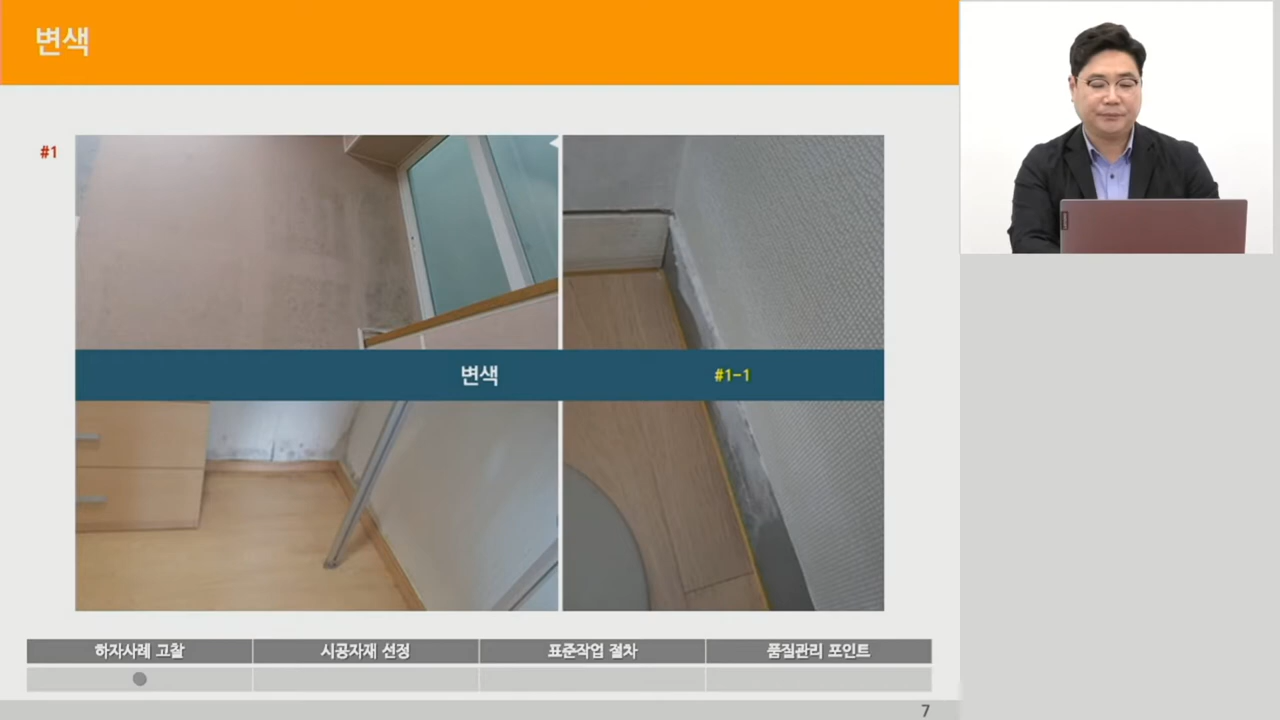 변색
#1
변색
#1-1
하자사례 고찰
시공자재 선정
표준작업 절차
품질관리 포인트
7